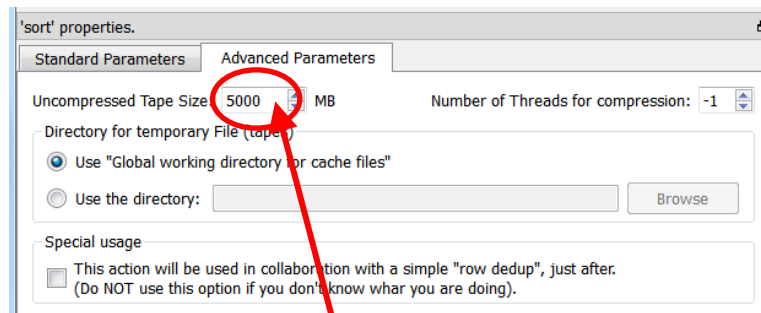 'sort' properties.
Standard Parameters Advanced Parameters
Uncompressed Tape Size: 5000 MB Number of Threads for compression: -1
Directory for temporary File (tapes)
Use "Global working directory for cache files"
Use the directory: Browse
Special usage
This action will be used in collaboration with a simple "row dedup", just after.
(Do NOT use this option if you don't know whar you are doing).